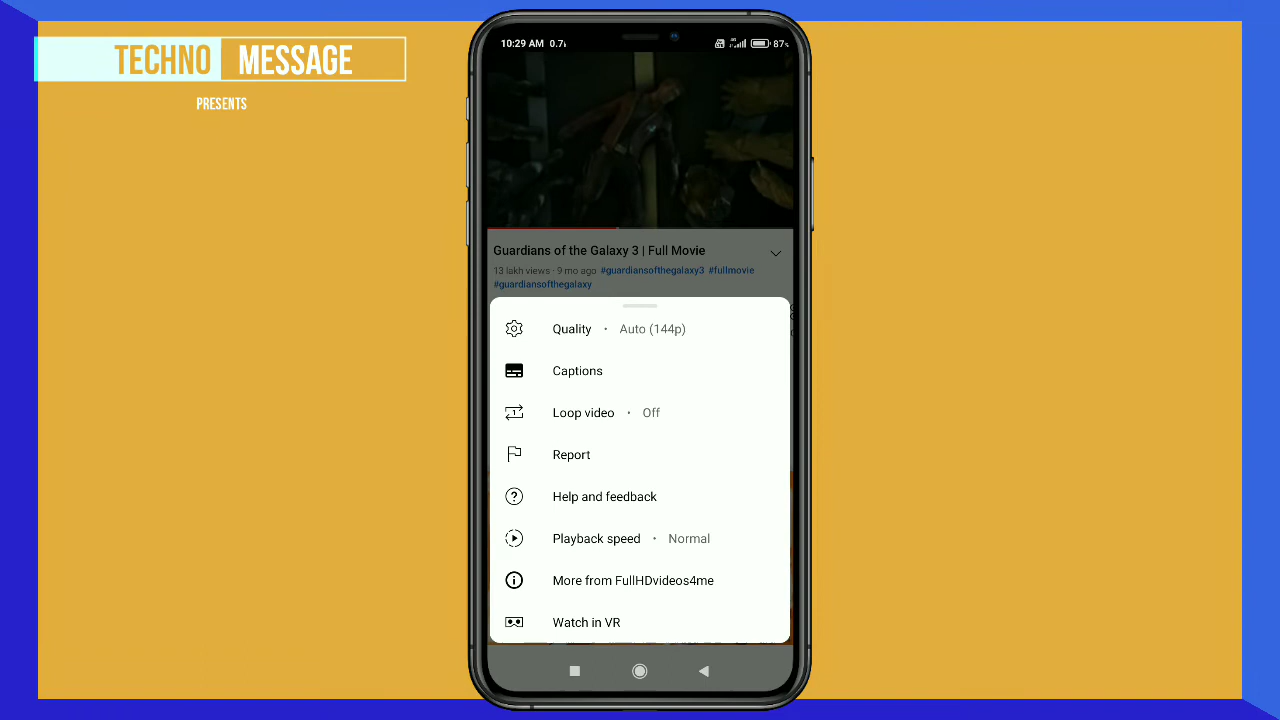 TECHNO MESSAGE
PRESENTS
10:29 AM 0.7
87%
Guardians of the Galaxy 3 | Full Movie
13 lakh views · 9 mo ago #guardiansofthegalaxy3 #fullmovie
#guardiansofthegalaxy
Quality • Auto (144p)
Captions
Loop video • Off
Report
Help and feedback
Playback speed • Normal
More from FullHDvideos4me
Watch in VR